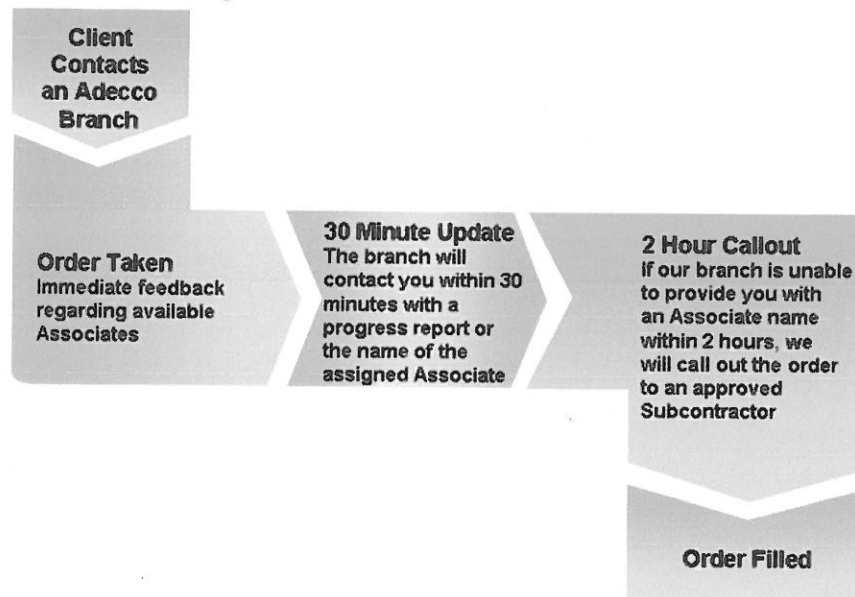 Client
Contacts
an Adecco
Branch
Order Taken
Immediate feedback
regarding available
Associates
30 Minute Update
The branch will
contact you within 30
minutes with a
progress report or
the name of the
assigned Associate
2 Hour Callout
If our branch is unable
to provide you with
an Associate name
within 2 hours, we
will call out the order
to an approved
Subcontractor
Order Filled